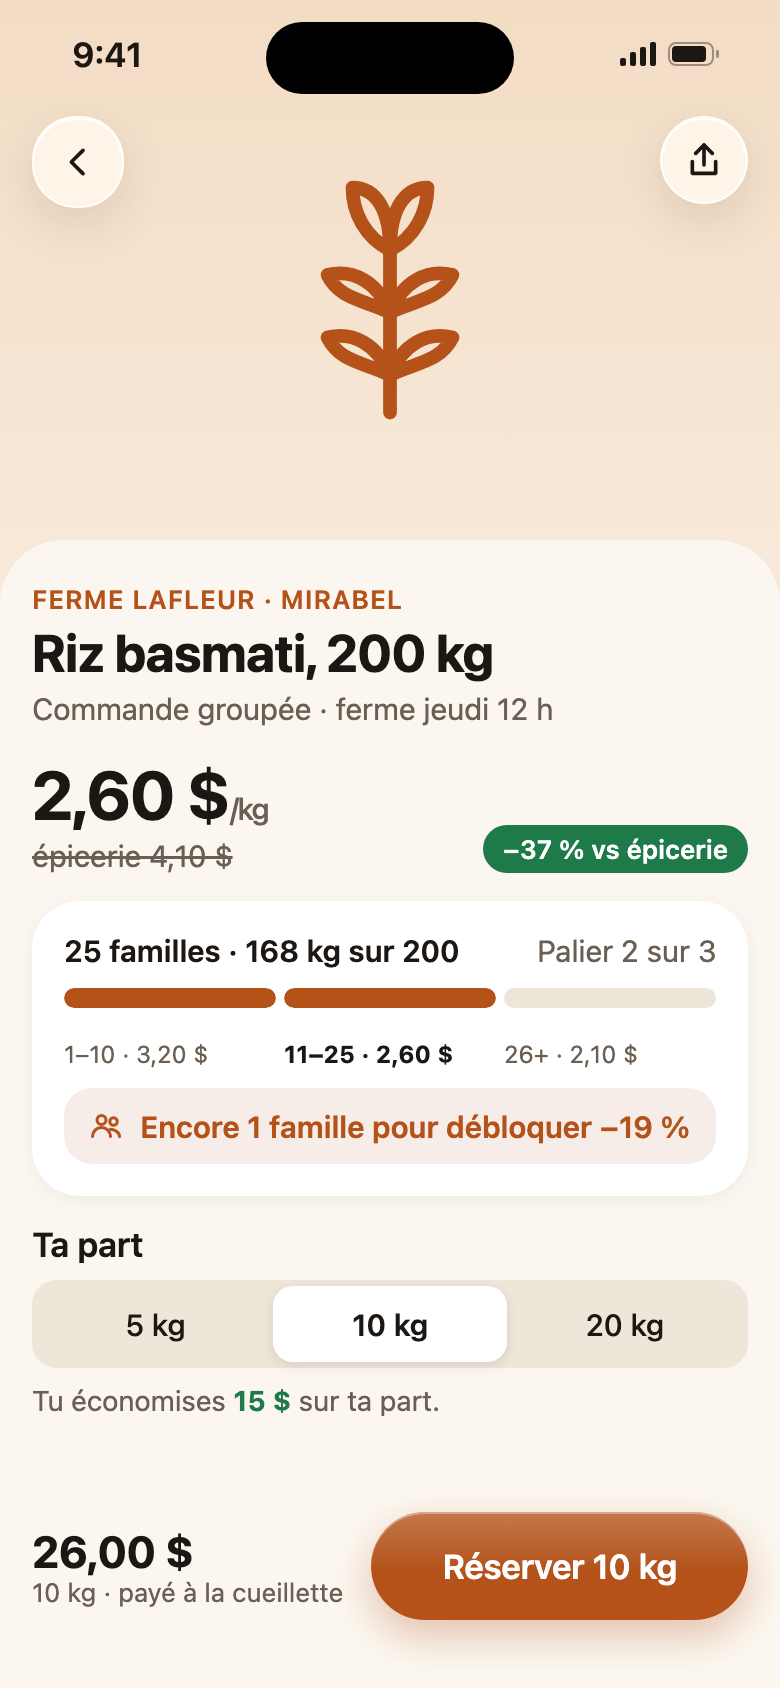 9:41
FERME LAFLEUR · MIRABEL
Riz basmati, 200 kg
Commande groupée · ferme jeudi 12 h
2,60 $/kg
épicerie 4,10 $
−37 % vs épicerie
25 familles · 168 kg sur 200
Palier 2 sur 3
1–10 · 3,20 $
11–25 · 2,60 $
26+ · 2,10 $
Encore 1 famille pour débloquer −19 %
Ta part
5 kg
10 kg
20 kg
Tu économises 15 $ sur ta part.
26,00 $
10 kg · payé à la cueillette
Réserver 10 kg